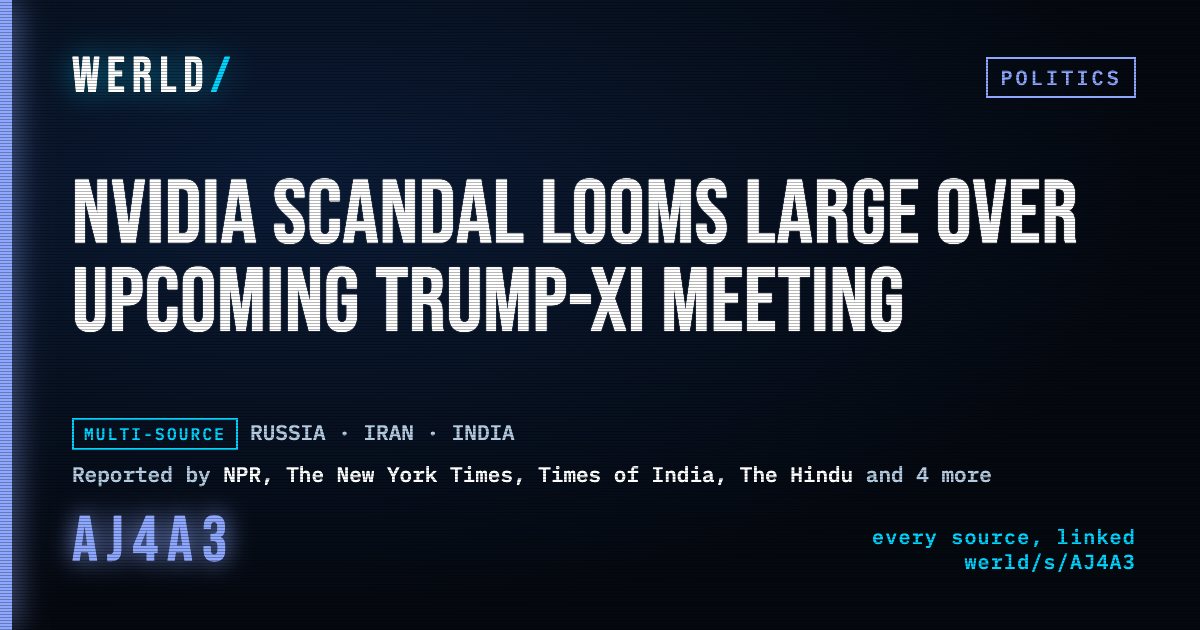 WERLD/
POLITICS
NVIDIA SCANDAL LOOMS LARGE OVER
UPCOMING TRUMP-XI MEETING
MULTI-SOURCE RUSSIA · IRAN · INDIA
Reported by NPR, The New York Times, Times of India, The Hindu and 4 more
AJ4A3
every source, linked
werld/s/AJ4A3